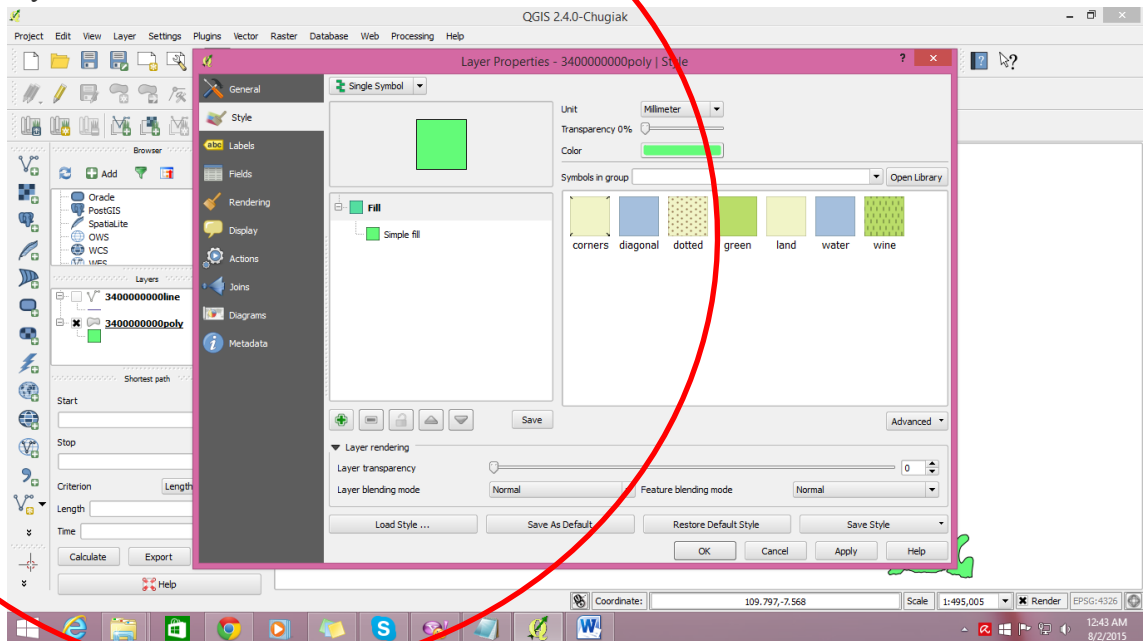 QGIS 2.4.0-Chugiak
Project Edit View Layer Settings Plugins Vector Raster Database Web Processing Help
Layer Properties - 3400000000poly | Style
General
Style
Labels
Fields
Rendering
Display
Actions
Joins
Diagrams
Metadata
Browser
Add
Oracle
PostGIS
SpatiaLite
OWS
WCS
WFS
Layers
3400000000line
3400000000poly
Shortest path
Start
Stop
Criterion Length
Length
Time
Calculate Export
Help
Single Symbol
Unit Millimeter
Transparency 0%
Color
Symbols in group Open Library
Fill
Simple fill
corners diagonal dotted green land water wine
Save Advanced
Layer rendering
Layer transparency 0
Layer blending mode Normal Feature blending mode Normal
Load Style ... Save As Default Restore Default Style Save Style
OK Cancel Apply Help
Coordinate: 109.797,-7.568 Scale 1:495,005 Render EPSG:4326
12:43 AM
8/2/2015